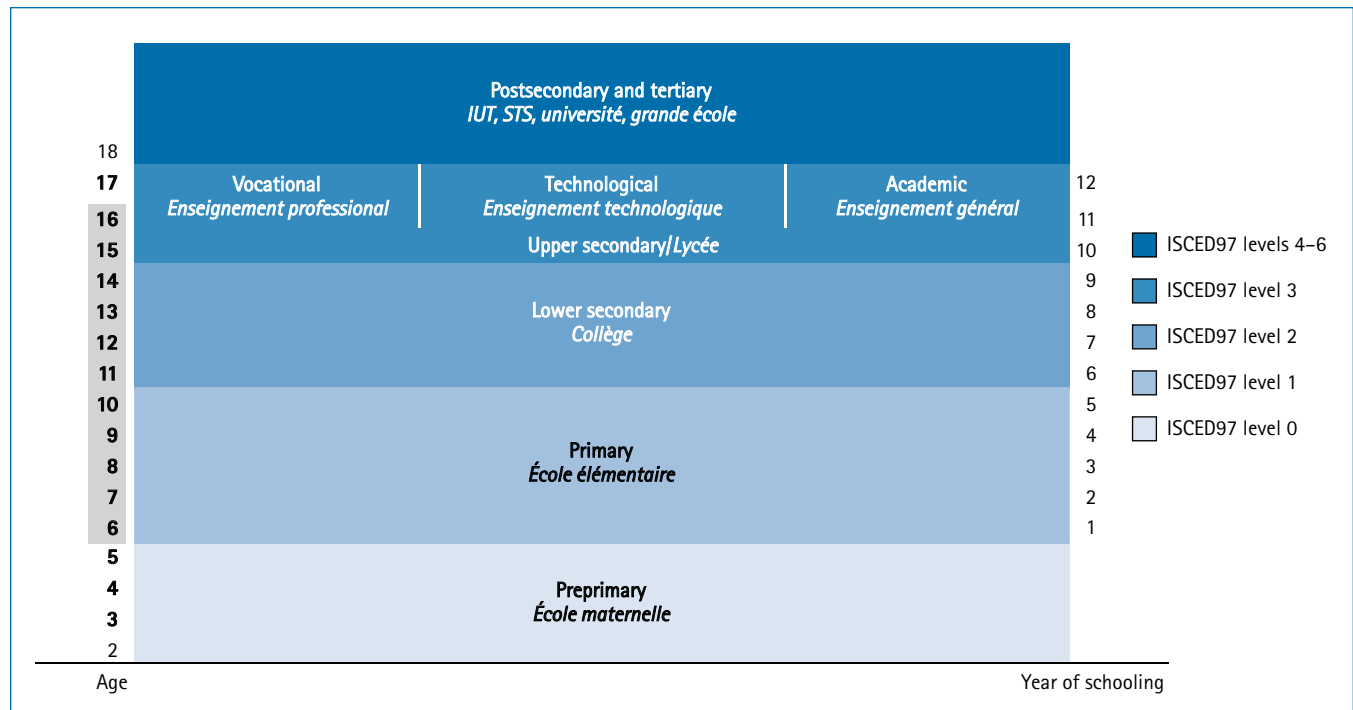 Postsecondary and tertiary
IUT, STS, université, grande école
18
17
Vocational
Technological
Academic
12
Enseignement professional
Enseignement technologique
Enseignement général
16
11
15
Upper secondary/Lycée
10
ISCED97 levels 4–6
14
9
ISCED97 level 3
13
Lower secondary
8
12
Collège
7
ISCED97 level 2
11
6
10
5
ISCED97 level 1
9
Primary
4
ISCED97 level 0
8
École élémentaire
3
7
2
6
1
5
4
Preprimary
3
École maternelle
2
Age
Year of schooling